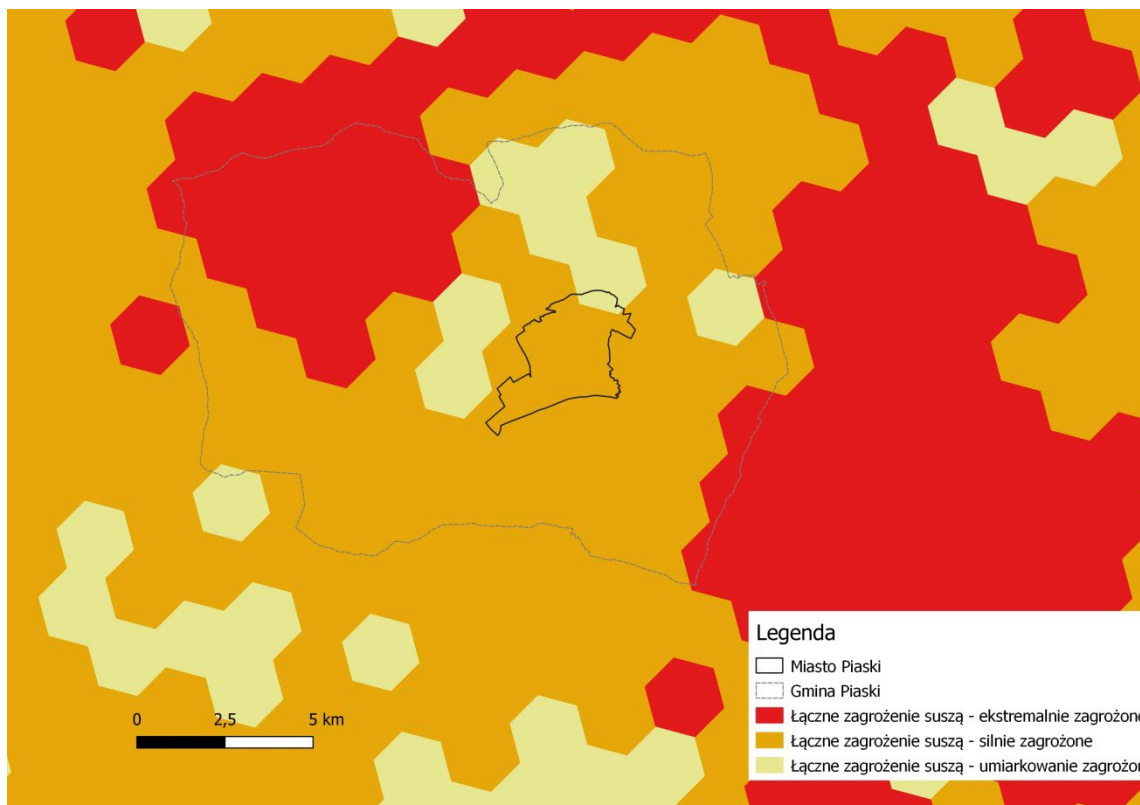 Legenda
Miasto Piaski
Gmina Piaski
Łączne zagrożenie suszą - ekstremalnie zagrożone
Łączne zagrożenie suszą - silnie zagrożone
Łączne zagrożenie suszą - umiarkowanie zagrożon
0 2,5 5 km